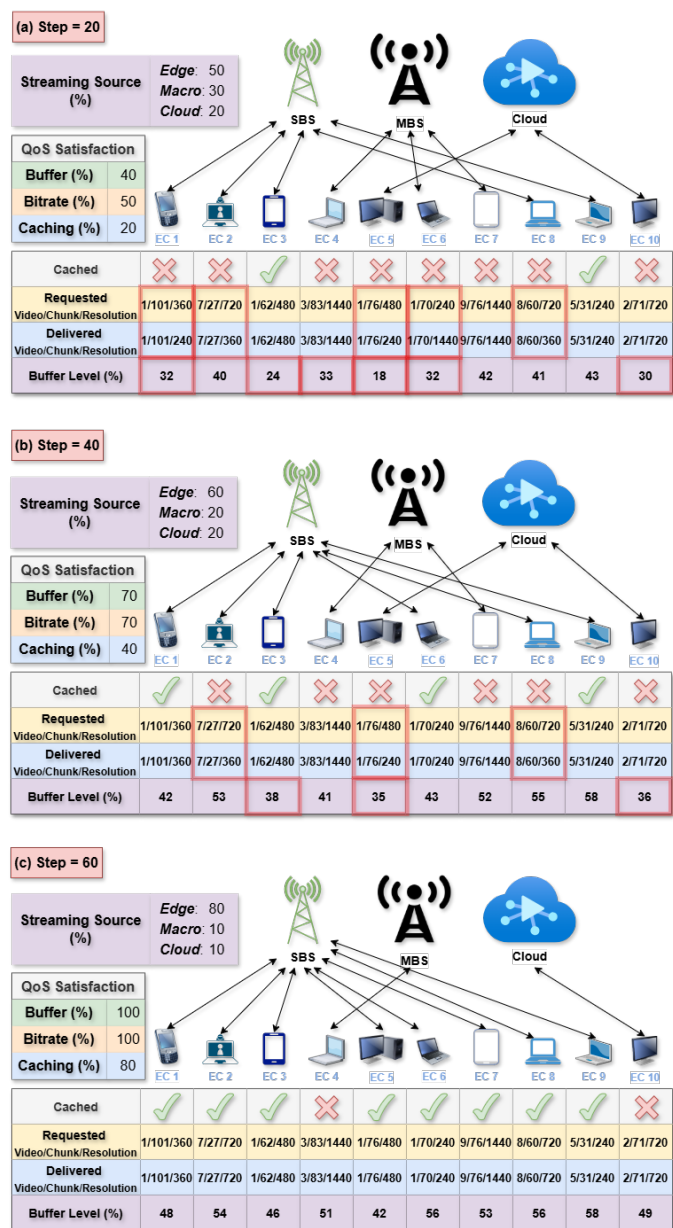 (a) Step = 20
Streaming Source (%)
Edge: 50
Macro: 30
Cloud: 20
SBS
MBS
Cloud
QoS Satisfaction
Buffer (%) 40
Bitrate (%) 50
Caching (%) 20
EC 1 EC 2 EC 3 EC 4 EC 5 EC 6 EC 7 EC 8 EC 9 EC 10
Cached
Requested Video/Chunk/Resolution 1/101/360 7/27/720 1/62/480 3/83/1440 1/76/480 1/70/240 9/76/1440 8/60/720 5/31/240 2/71/720
Delivered Video/Chunk/Resolution 1/101/240 7/27/360 1/62/480 3/83/1440 1/76/240 1/70/1440 9/76/1440 8/60/360 5/31/240 2/71/720
Buffer Level (%) 32 40 24 33 18 32 42 41 43 30
(b) Step = 40
Streaming Source (%)
Edge: 60
Macro: 20
Cloud: 20
SBS
MBS
Cloud
QoS Satisfaction
Buffer (%) 70
Bitrate (%) 70
Caching (%) 40
EC 1 EC 2 EC 3 EC 4 EC 5 EC 6 EC 7 EC 8 EC 9 EC 10
Cached
Requested Video/Chunk/Resolution 1/101/360 7/27/720 1/62/480 3/83/1440 1/76/480 1/70/240 9/76/1440 8/60/720 5/31/240 2/71/720
Delivered Video/Chunk/Resolution 1/101/360 7/27/360 1/62/480 3/83/1440 1/76/240 1/70/240 9/76/1440 8/60/360 5/31/240 2/71/720
Buffer Level (%) 42 53 38 41 35 43 52 55 58 36
(c) Step = 60
Streaming Source (%)
Edge: 80
Macro: 10
Cloud: 10
SBS
MBS
Cloud
QoS Satisfaction
Buffer (%) 100
Bitrate (%) 100
Caching (%) 80
EC 1 EC 2 EC 3 EC 4 EC 5 EC 6 EC 7 EC 8 EC 9 EC 10
Cached
Requested Video/Chunk/Resolution 1/101/360 7/27/720 1/62/480 3/83/1440 1/76/480 1/70/240 9/76/1440 8/60/720 5/31/240 2/71/720
Delivered Video/Chunk/Resolution 1/101/360 7/27/720 1/62/480 3/83/1440 1/76/480 1/70/240 9/76/1440 8/60/720 5/31/240 2/71/720
Buffer Level (%) 48 54 46 51 42 56 53 56 58 49